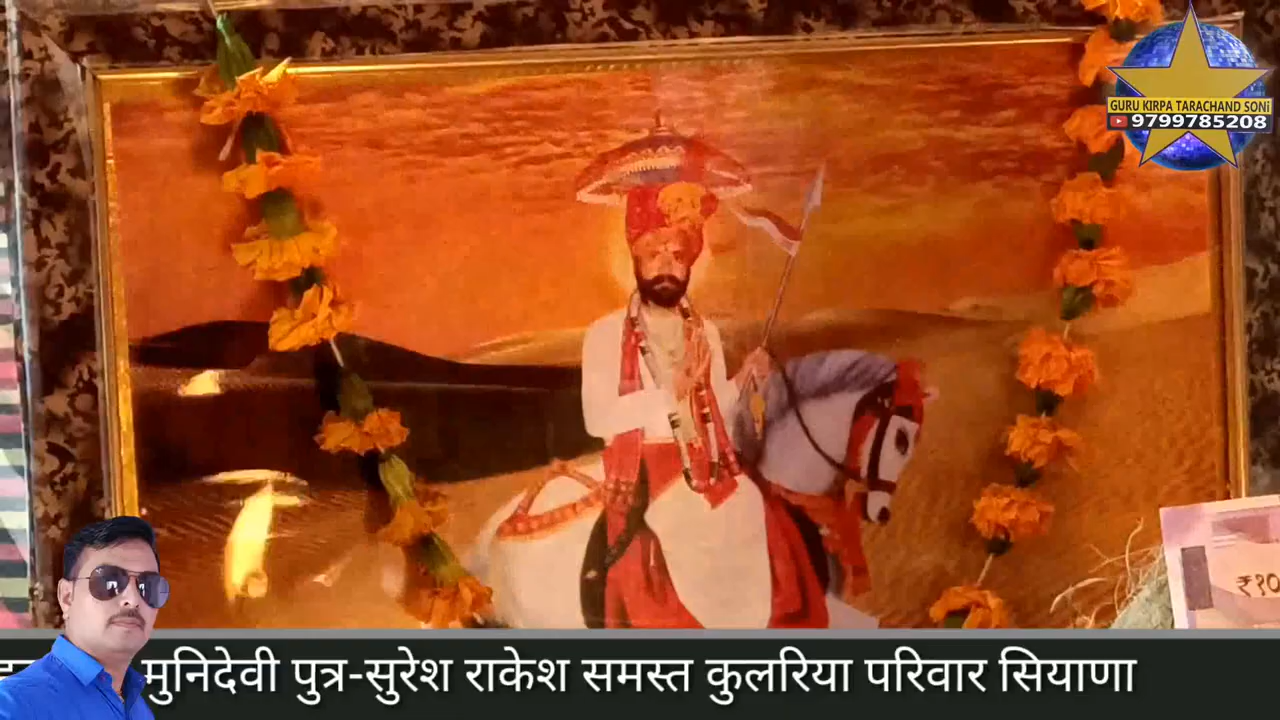 GURU KIRPA TARACHAND SONi
9799785208
मुनिदेवी पुत्र-सुरेश राकेश समस्त कुलरिया परिवार सियाणा